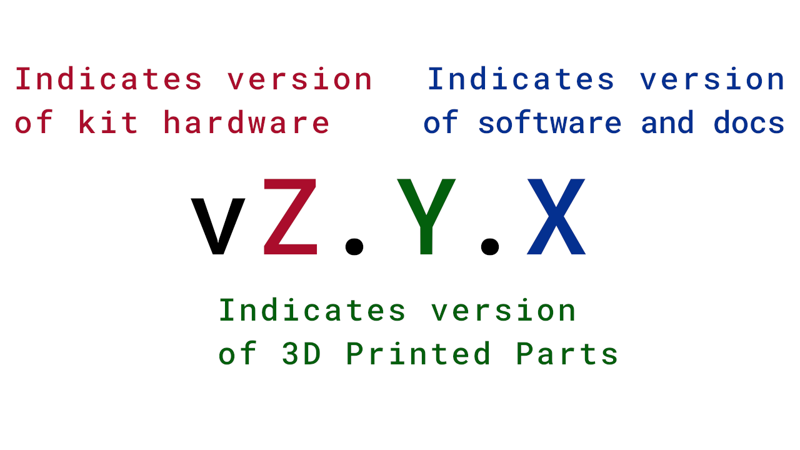 Indicates version
of kit hardware
Indicates version
of software and docs
vZ.Y.X
Indicates version
of 3D Printed Parts